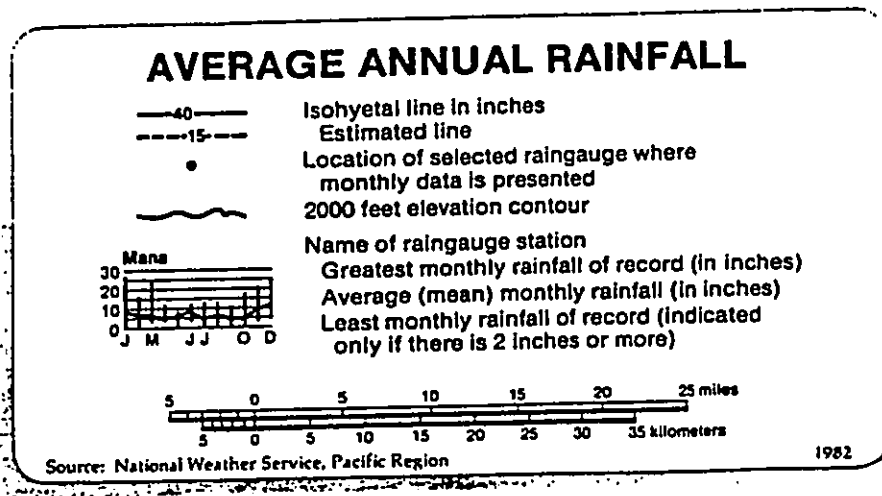 AVERAGE ANNUAL RAINFALL
40 Isohyetal line in inches
15 Estimated line
Location of selected raingauge where
monthly data is presented
2000 feet elevation contour
Name of raingauge station
Mana
30 Greatest monthly rainfall of record (in inches)
20 Average (mean) monthly rainfall (in inches)
10 Least monthly rainfall of record (indicated
0 only if there is 2 inches or more)
J M J J O D
5 0 5 10 15 20 25 miles
5 0 5 10 15 20 25 30 35 kilometers
Source: National Weather Service, Pacific Region 1982